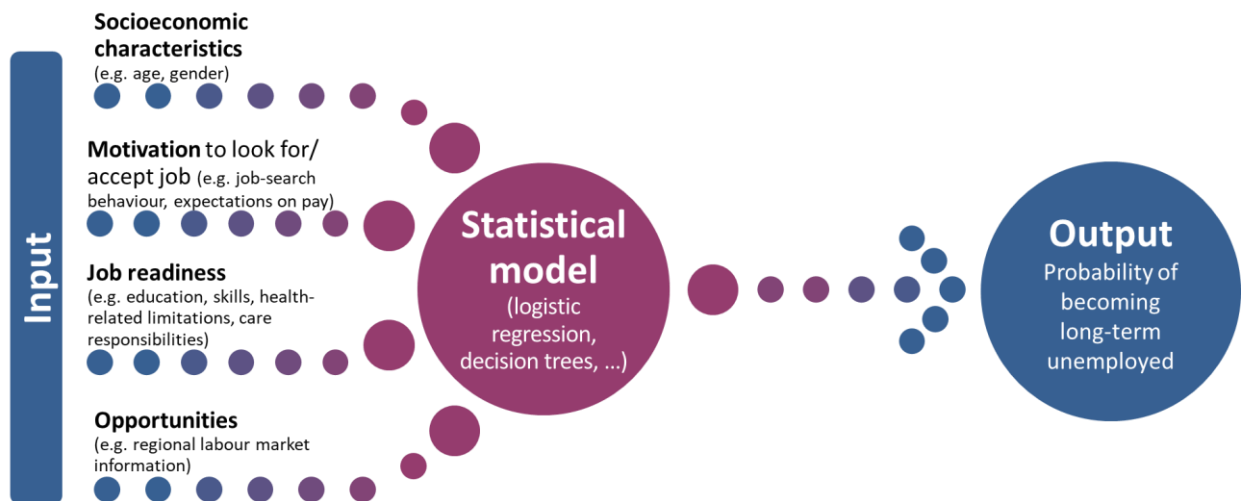 Input
Socioeconomic
characteristics
(e.g. age, gender)
Motivation to look for/
accept job (e.g. job-search
behaviour, expectations on pay)
Job readiness
(e.g. education, skills, health-
related limitations, care
responsibilities)
Opportunities
(e.g. regional labour market
information)
Statistical
model
(logistic
regression,
decision trees, ...)
Output
Probability of
becoming
long-term
unemployed